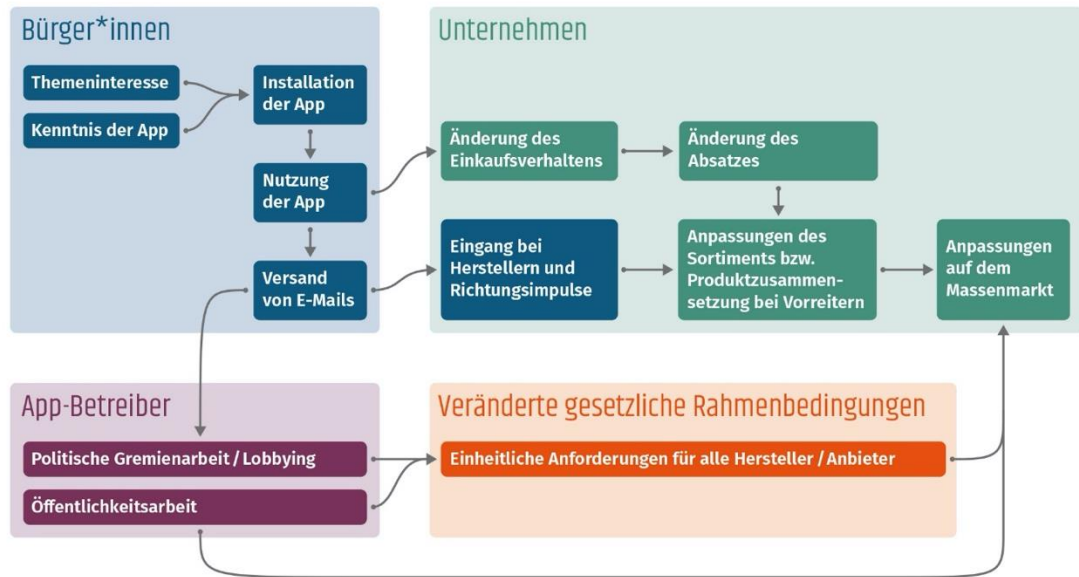 Bürger*innen
Themeninteresse
Kenntnis der App
Installation
der App
Nutzung
der App
Versand
von E-Mails
Unternehmen
Änderung des
Einkaufsverhaltens
Änderung des
Absatzes
Eingang bei
Herstellern und
Richtungsimpulse
Anpassungen des
Sortiments bzw.
Produktzusammen-
setzung bei Vorreitern
Anpassungen
auf dem
Massenmarkt
App-Betreiber
Politische Gremienarbeit / Lobbying
Öffentlichkeitsarbeit
Veränderte gesetzliche Rahmenbedingungen
Einheitliche Anforderungen für alle Hersteller / Anbieter